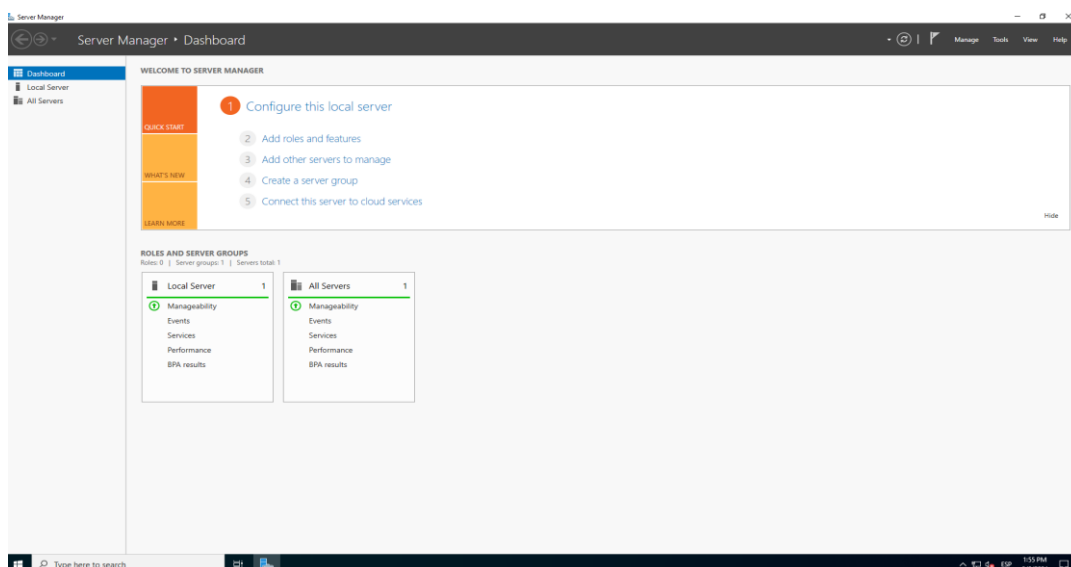 Server Manager
Server Manager • Dashboard
Manage Tools View Help
Dashboard
Local Server
All Servers
WELCOME TO SERVER MANAGER
QUICK START
WHAT'S NEW
LEARN MORE
1 Configure this local server
2 Add roles and features
3 Add other servers to manage
4 Create a server group
5 Connect this server to cloud services
Hide
ROLES AND SERVER GROUPS
Roles: 0 | Server groups: 1 | Servers total: 1
Local Server 1
Manageability
Events
Services
Performance
BPA results
All Servers 1
Manageability
Events
Services
Performance
BPA results
Type here to search
ESP
1:55 PM